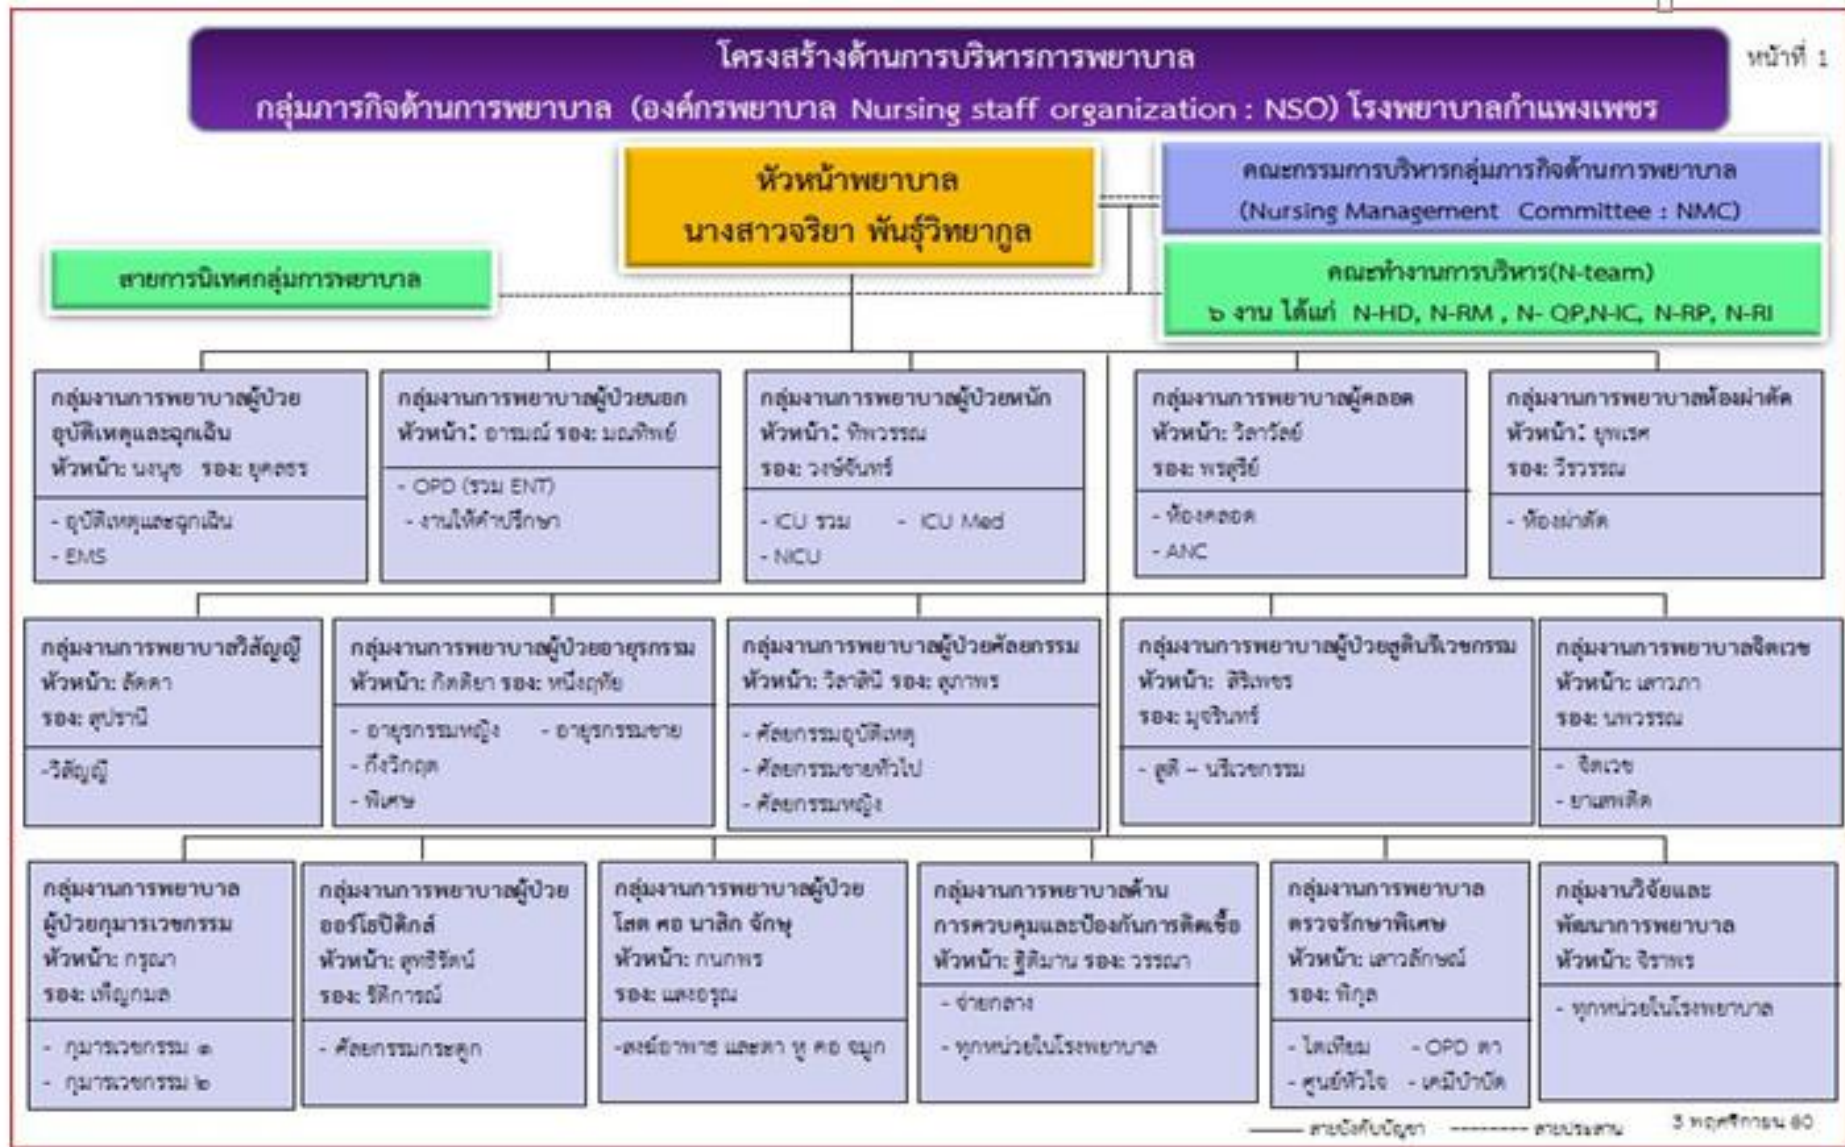 หน้าที่ 1
โครงสร้างด้านการบริหารการพยาบาล
กลุ่มภารกิจด้านการพยาบาล (องค์กรพยาบาล Nursing staff organization : NSO) โรงพยาบาลกำแพงเพชร
หัวหน้าพยาบาล
นางสาวจริยา พันธุ์วิทยากูล
คณะกรรมการบริหารกลุ่มภารกิจด้านการพยาบาล
(Nursing Management Committee : NMC)
สายการนิเทศกลุ่มการพยาบาล
คณะทำงานการบริหาร(N-team)
๖ งาน ได้แก่ N-HD, N-RM , N- QP,N-IC, N-RP, N-RI
กลุ่มงานการพยาบาลผู้ป่วย
อุบัติเหตุและฉุกเฉิน
หัวหน้า: นงนุช รอง: ยุคลธร
- อุบัติเหตุและฉุกเฉิน
- EMS
กลุ่มงานการพยาบาลผู้ป่วยนอก
หัวหน้า: อารมณ์ รอง: มณทิพย์
- OPD (รวม ENT)
- งานให้คำปรึกษา
กลุ่มงานการพยาบาลผู้ป่วยหนัก
หัวหน้า: ทิพวรรณ
รอง: วงษ์จันทร์
- ICU รวม - ICU Med
- NICU
กลุ่มงานการพยาบาลผู้คลอด
หัวหน้า: วิลาวัลย์
รอง: พรสุรีย์
- ห้องคลอด
- ANC
กลุ่มงานการพยาบาลห้องผ่าตัด
หัวหน้า: ยุพเรศ
รอง: วีรวรรณ
- ห้องผ่าตัด
กลุ่มงานการพยาบาลวิสัญญี
หัวหน้า: ลัดดา
รอง: สุปราณี
-วิสัญญี
กลุ่มงานการพยาบาลผู้ป่วยอายุรกรรม
หัวหน้า: กิตติยา รอง: หนึ่งฤทัย
- อายุรกรรมหญิง - อายุรกรรมชาย
- กึ่งวิกฤต
- พิเศษ
กลุ่มงานการพยาบาลผู้ป่วยศัลยกรรม
หัวหน้า: วิลาสินี รอง: สุภาพร
- ศัลยกรรมอุบัติเหตุ
- ศัลยกรรมชายทั่วไป
- ศัลยกรรมหญิง
กลุ่มงานการพยาบาลผู้ป่วยสูตินรีเวชกรรม
หัวหน้า: สิริเพชร
รอง: มุจรินทร์
- สูติ – นรีเวชกรรม
กลุ่มงานการพยาบาลจิตเวช
หัวหน้า: เสาวภา
รอง: นพวรรณ
- จิตเวช
- ยาเสพติด
กลุ่มงานการพยาบาล
ผู้ป่วยกุมารเวชกรรม
หัวหน้า: กรุณา
รอง: เพ็ญกมล
- กุมารเวชกรรม ๑
- กุมารเวชกรรม ๒
กลุ่มงานการพยาบาลผู้ป่วย
ออร์โธปิดิกส์
หัวหน้า: สุทธิรัตน์
รอง: รัติการณ์
- ศัลยกรรมกระดูก
กลุ่มงานการพยาบาลผู้ป่วย
โสต ศอ นาสิก จักษุ
หัวหน้า: กนกพร
รอง: แสงอรุณ
-สงฆ์อาพาธ และตา หู คอ จมูก
กลุ่มงานการพยาบาลด้าน
การควบคุมและป้องกันการติดเชื้อ
หัวหน้า: ฐิติมาน รอง: วรรณา
- จ่ายกลาง
- ทุกหน่วยในโรงพยาบาล
กลุ่มงานการพยาบาล
ตรวจรักษาพิเศษ
หัวหน้า: เสาวลักษณ์
รอง: พิกุล
- ไตเทียม - OPD ตา
- ศูนย์หัวใจ - เคมีบำบัด
กลุ่มงานวิจัยและ
พัฒนาการพยาบาล
หัวหน้า: จิราพร
- ทุกหน่วยในโรงพยาบาล
สายบังคับบัญชา สายประสาน 3 พฤศจิกายน 60